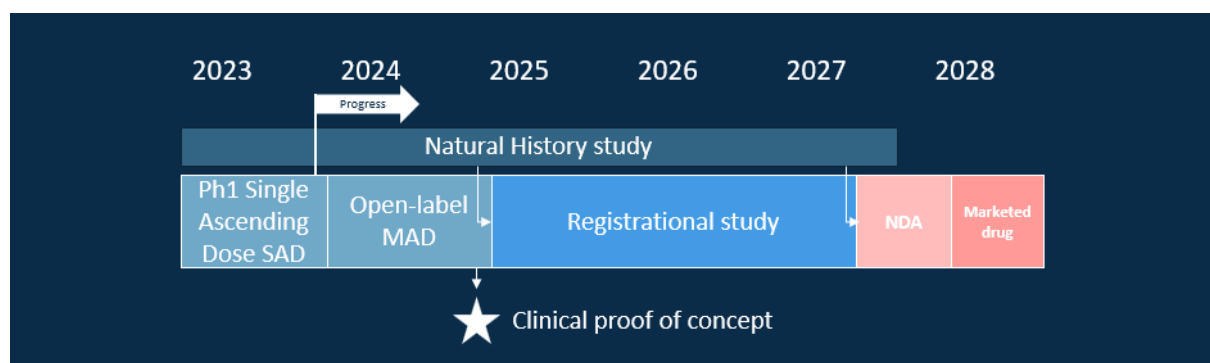 2023 2024 2025 2026 2027 2028
Progress
Natural History study
Ph1 Single
Ascending
Dose SAD
Open-label
MAD
Registrational study
NDA
Marketed
drug
Clinical proof of concept